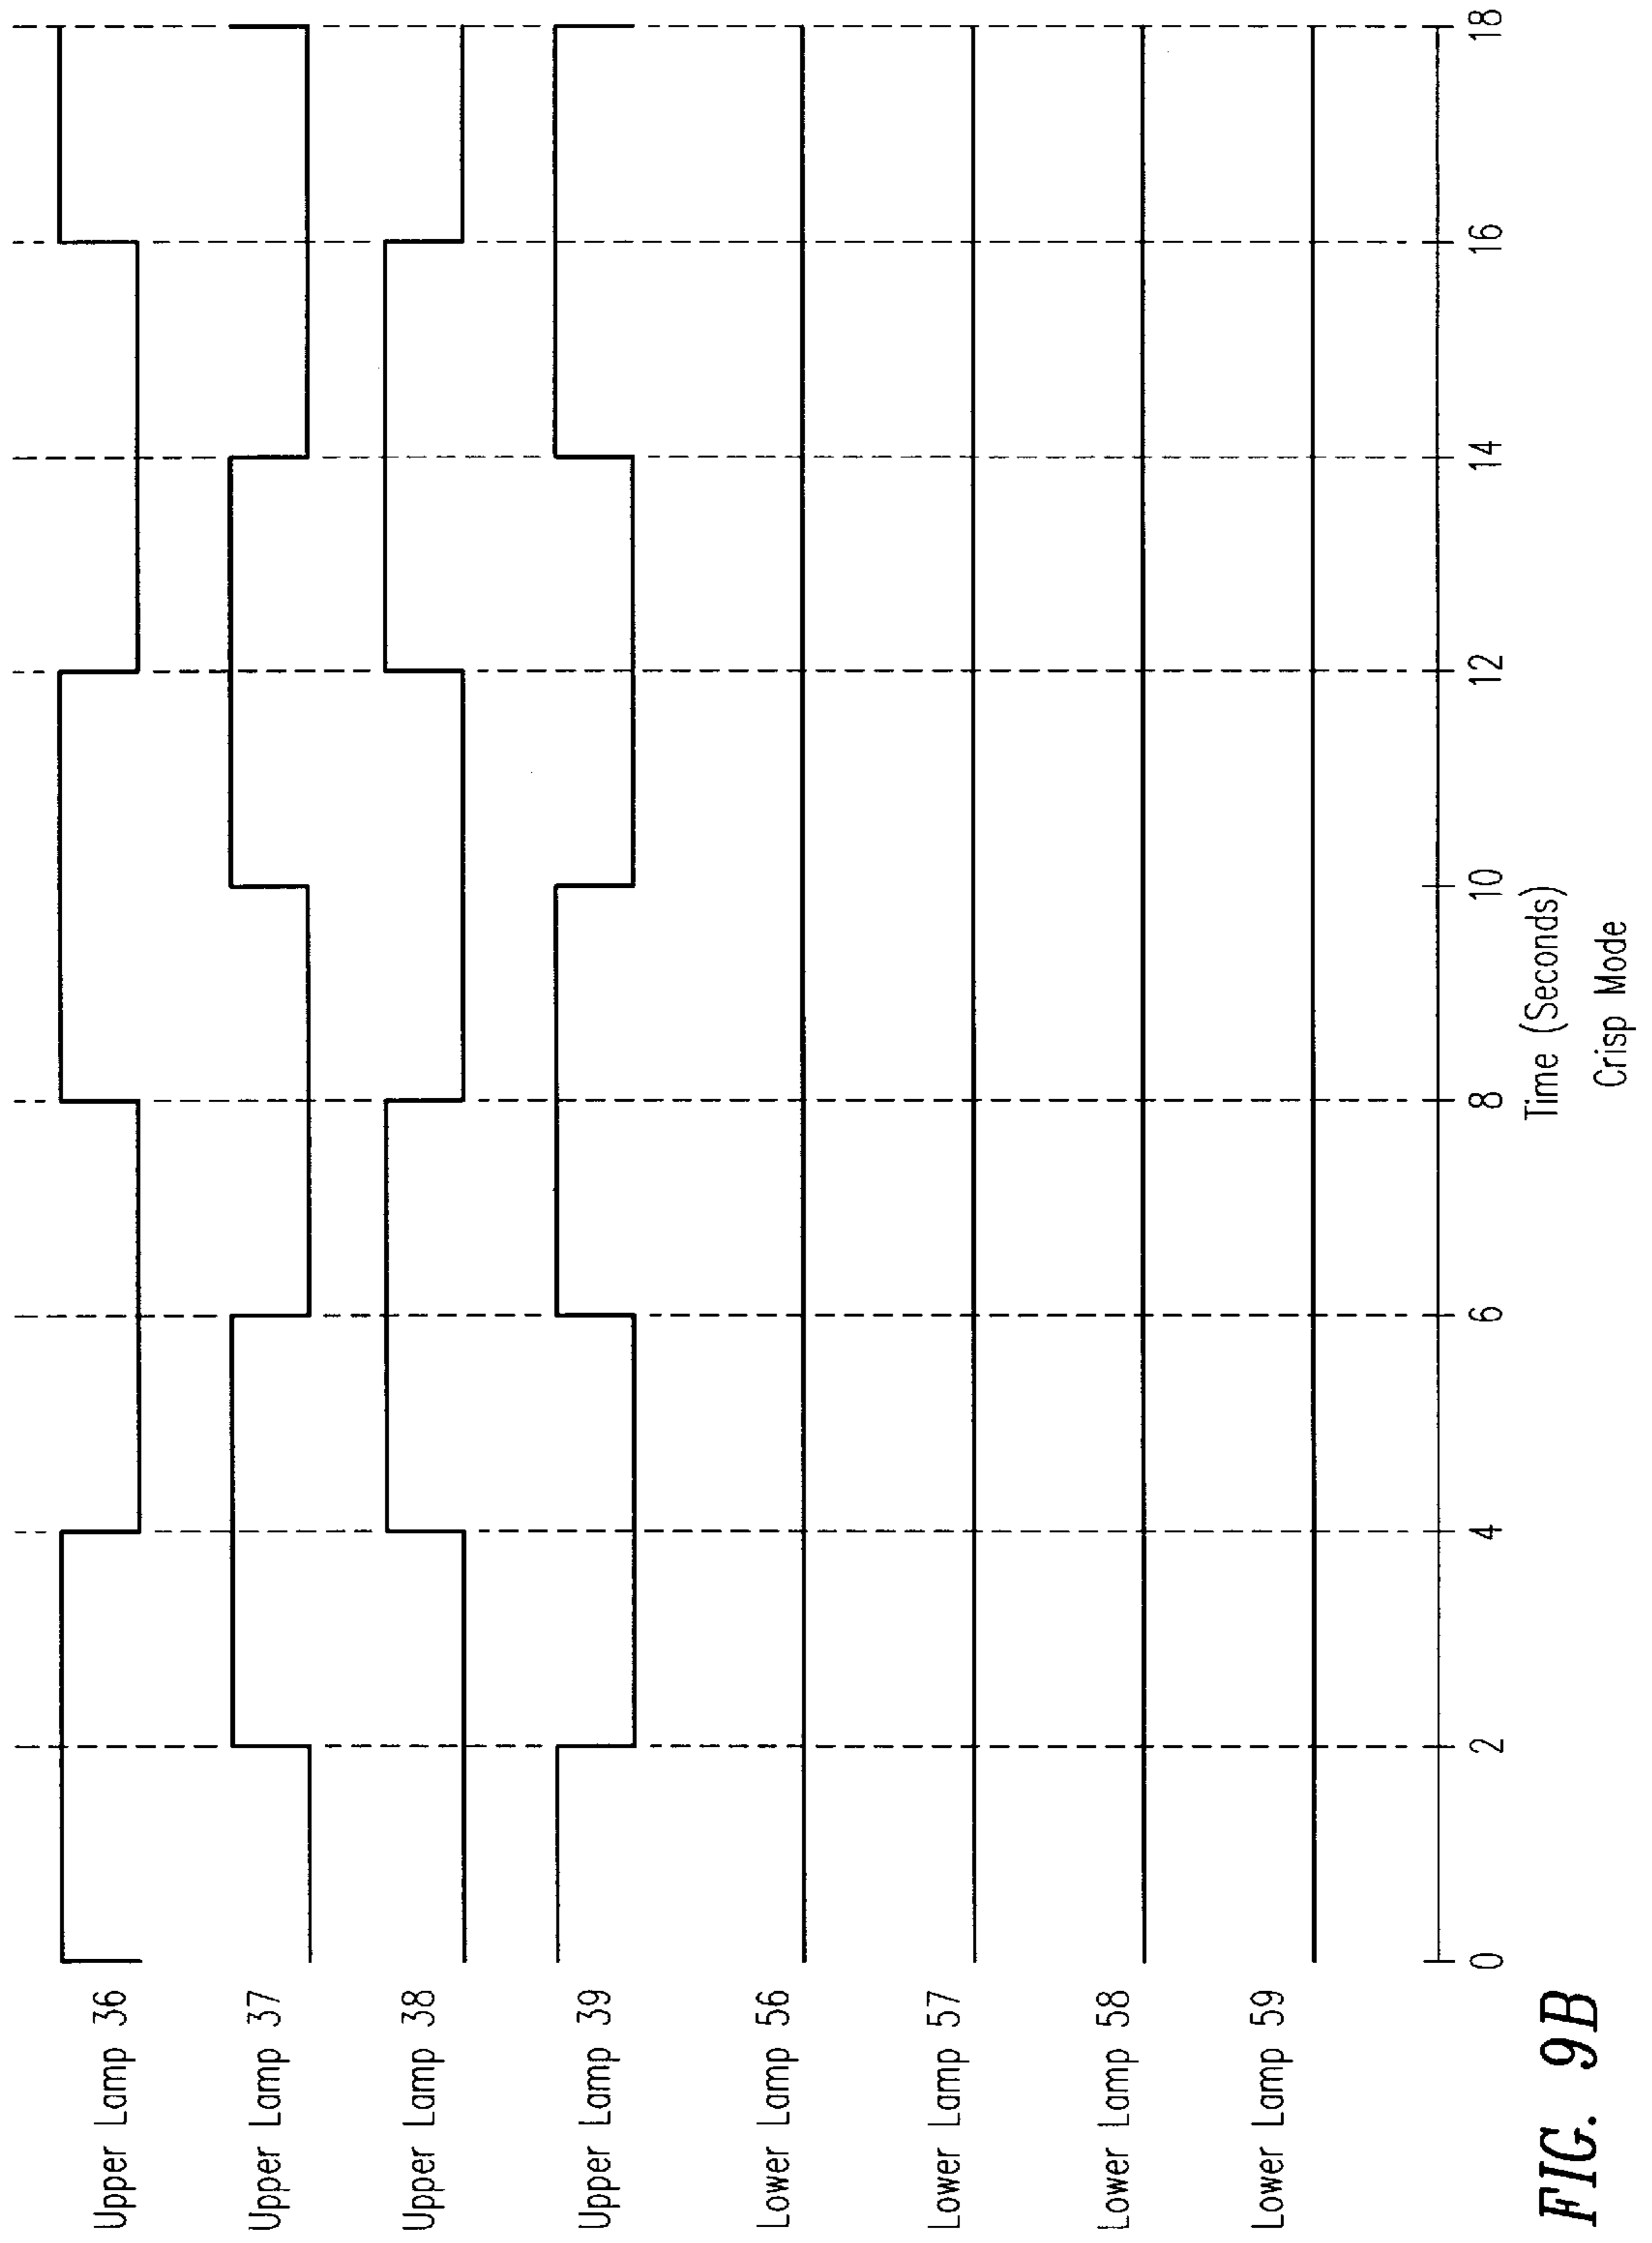 Upper Lamp 36
Upper Lamp 37
Upper Lamp 38
Upper Lamp 39
Lower Lamp 56
Lower Lamp 57
Lower Lamp 58
Lower Lamp 59
0 2 4 6 8 10 12 14 16 18
Time (Seconds)
Crisp Mode
FIG. 9B